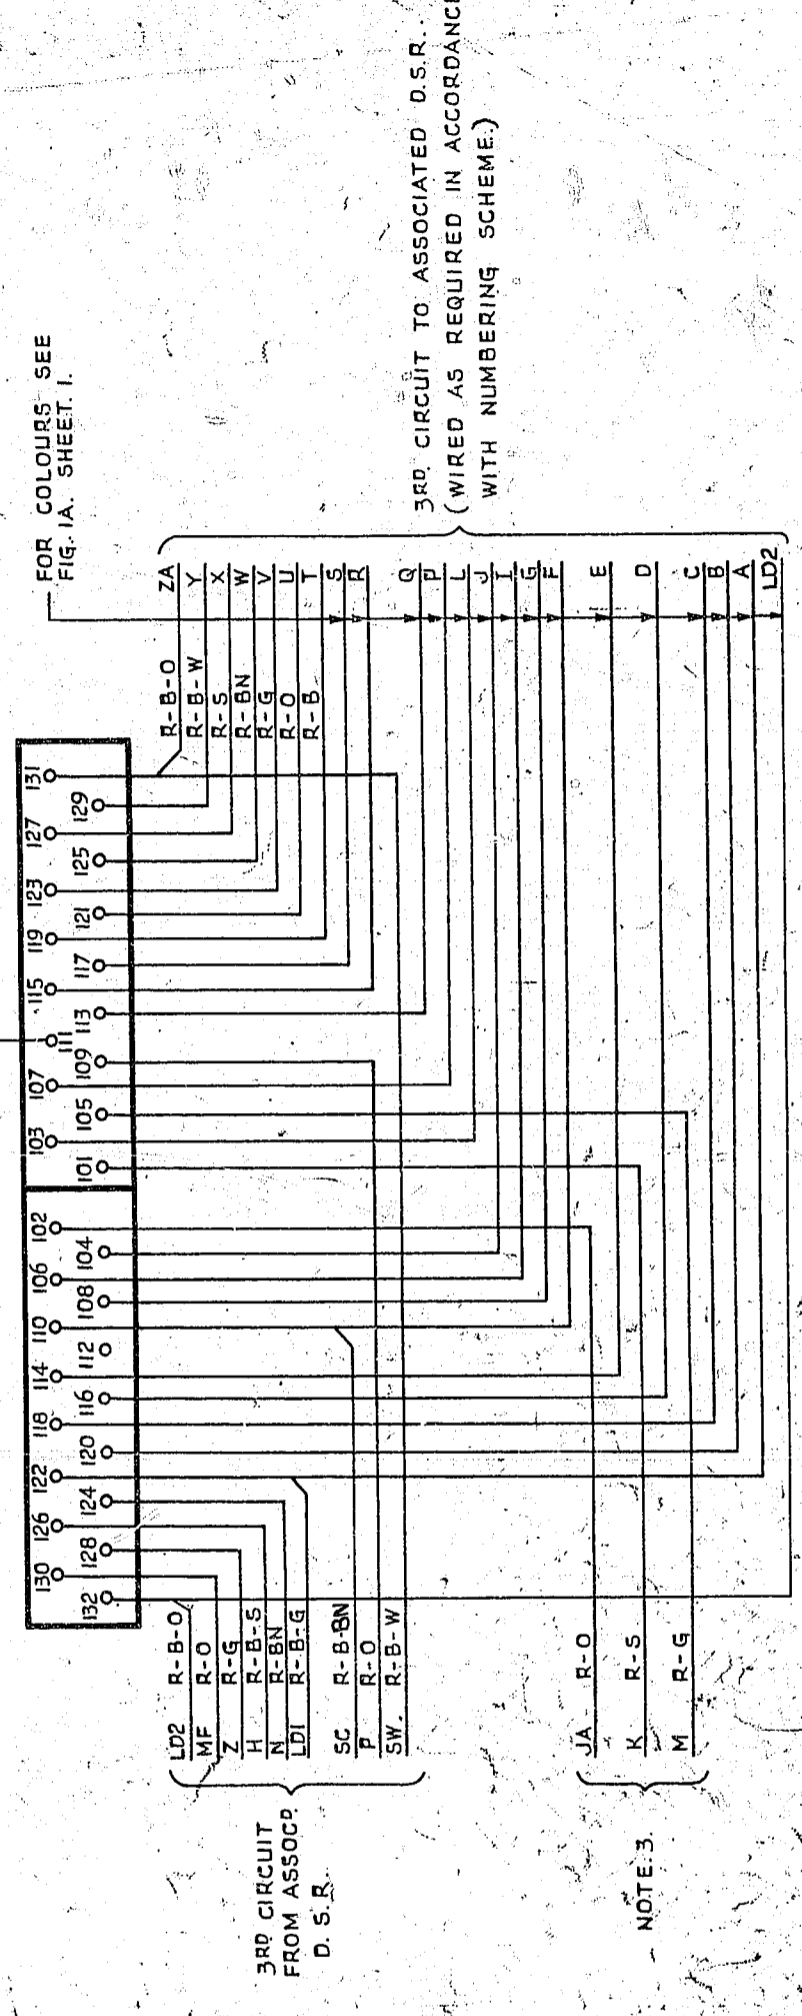 FOR COLOURS SEE
FIG. 1A. SHEET. 1.
131
129
127
125
123
121
119
117
115
113
111
109
107
105
103
101
102
104
106
108
110
112
114
116
118
120
122
124
126
128
130
132
R-B-O ZA
R-B-W Y
R-S X
R-BN W
R-G V
R-O U
R-B T
S
R
Q
P
L
J
I
G
F
E
D
C
B
A
LD2
3RD. CIRCUIT TO ASSOCIATED D.S.R.
(WIRED AS REQUIRED IN ACCORDANCE
WITH NUMBERING SCHEME.)
LD2 R-B-O
MF R-O
Z R-G
H R-B-S
N R-BN
LD1 R-B-G
SC R-B-BN
P R-O
SW. R-B-W
3RD CIRCUIT
FROM ASSOCD.
D.S.R.
JA R-O
K R-S
M R-G
NOTE. 3.